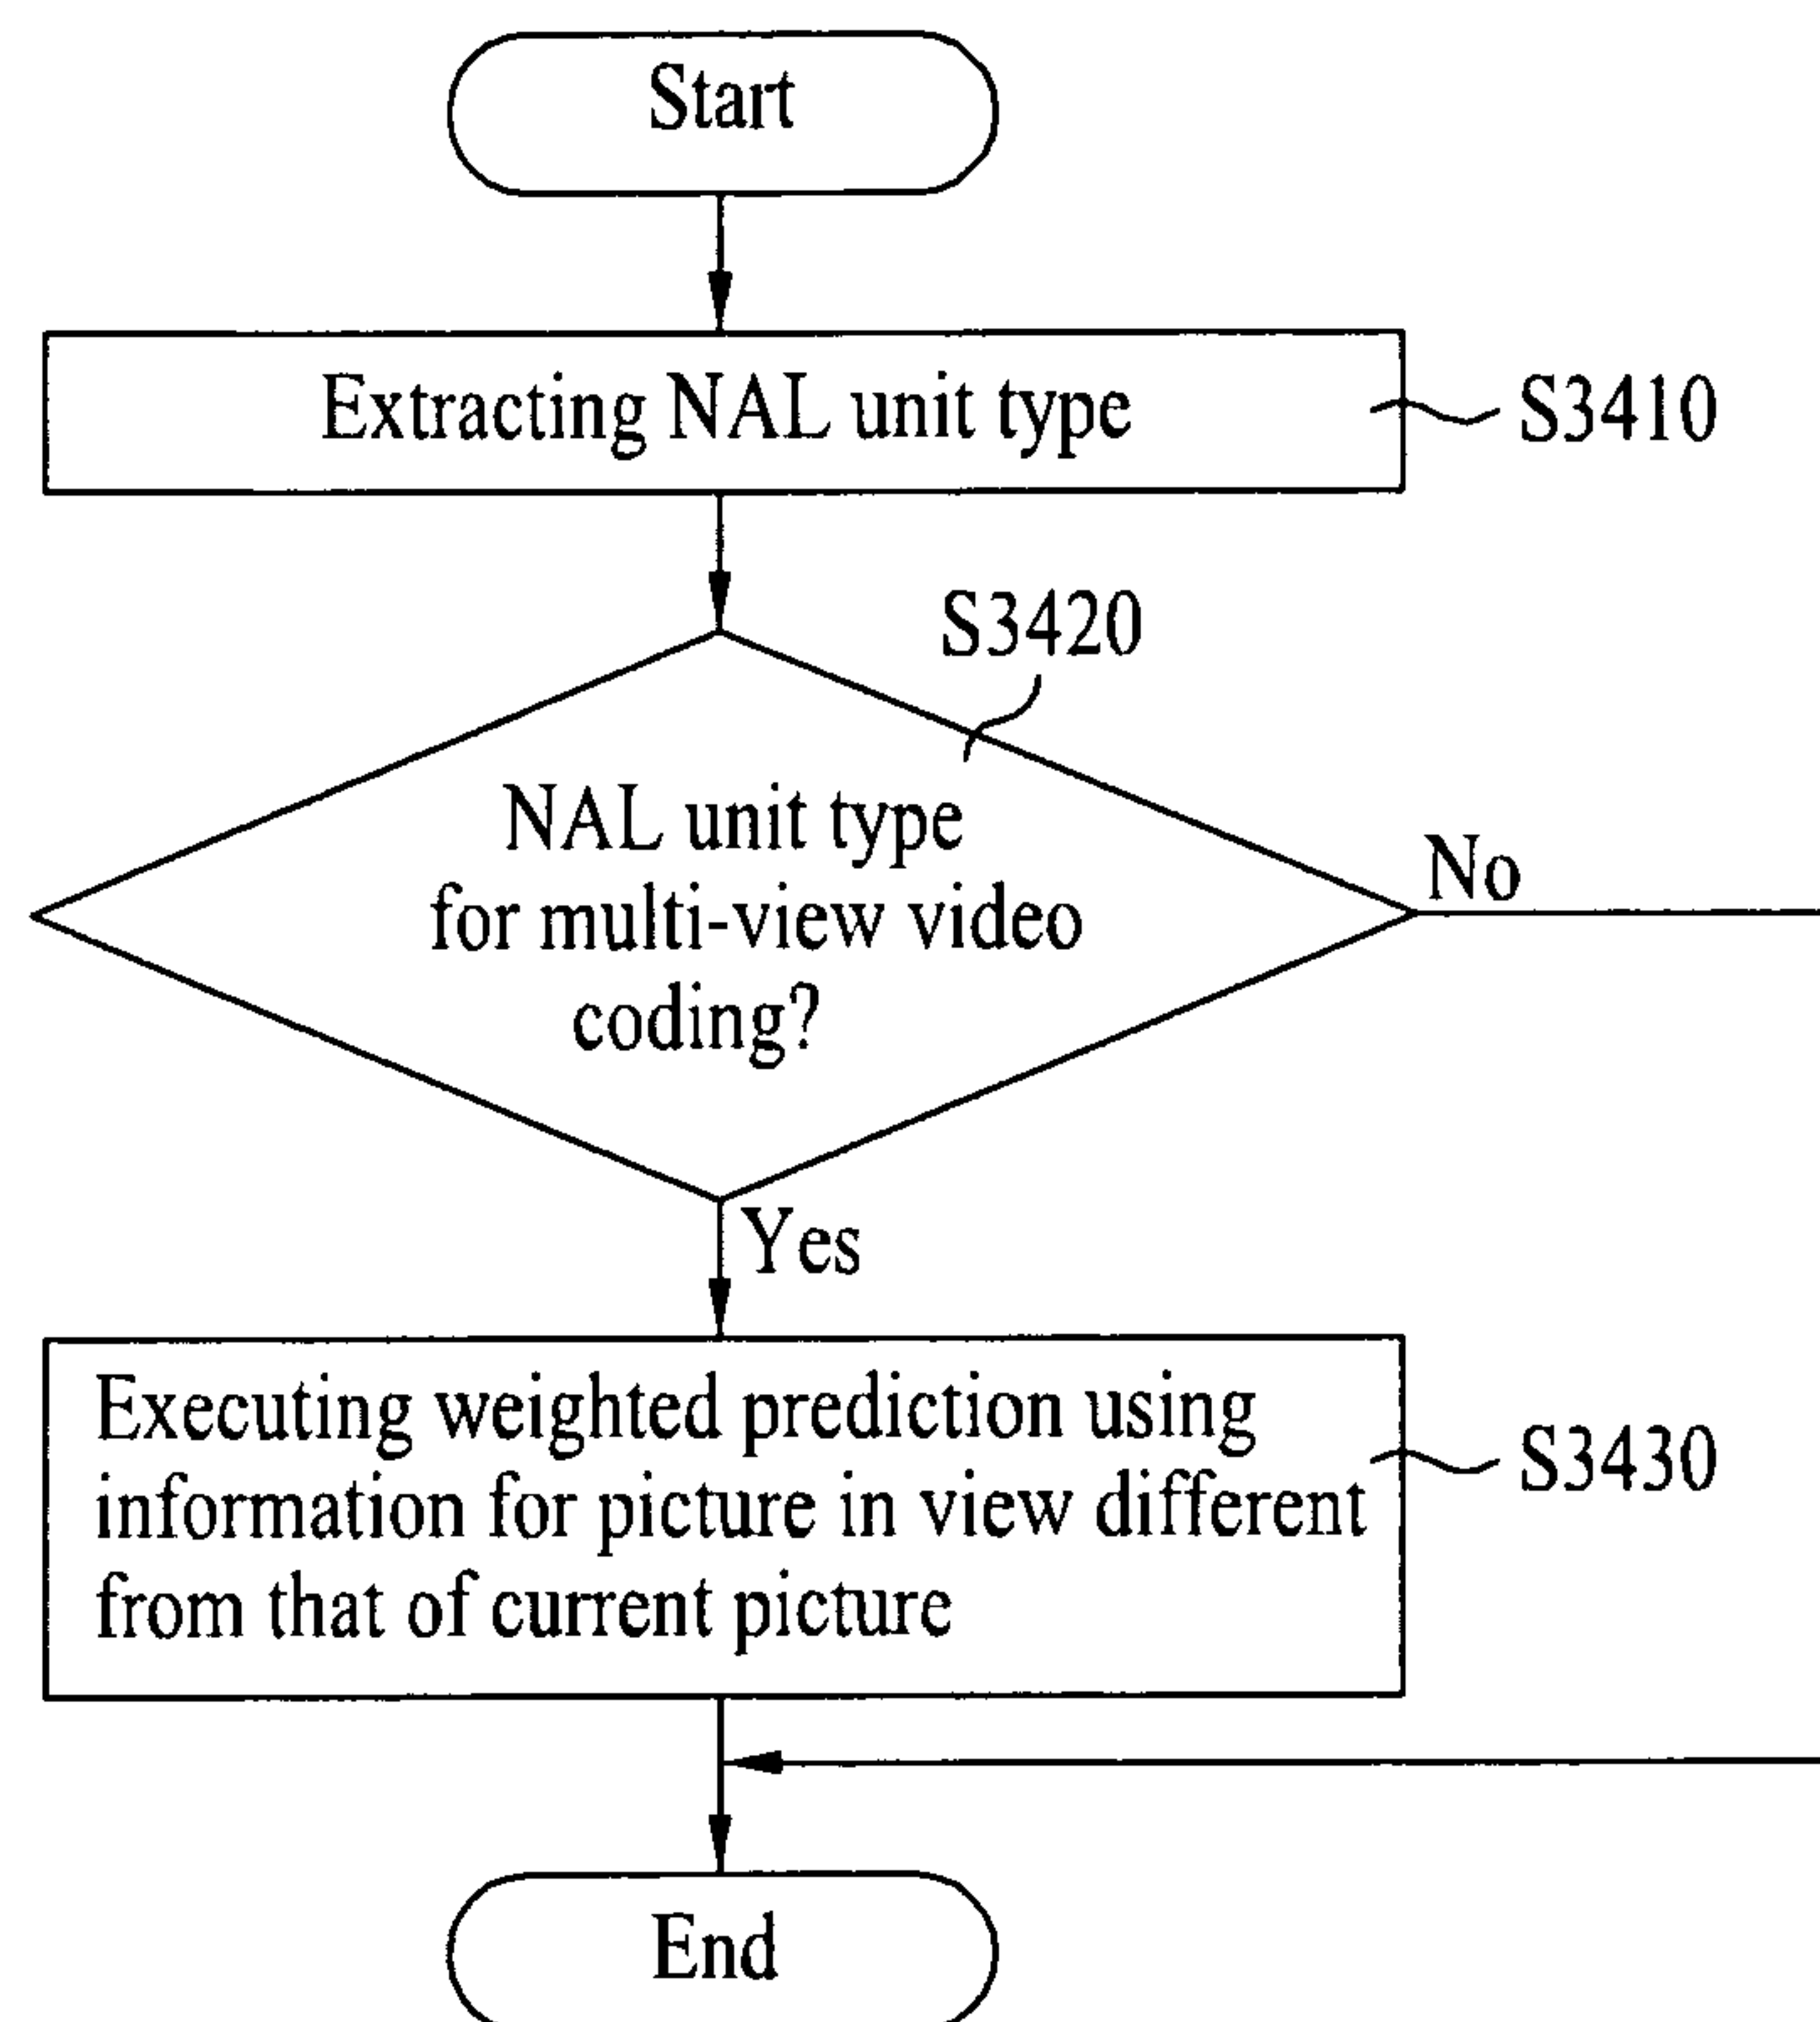 Start
Extracting NAL unit type
S3410
S3420
NAL unit type
for multi-view video
coding?
No
Yes
Executing weighted prediction using
information for picture in view different
from that of current picture
S3430
End